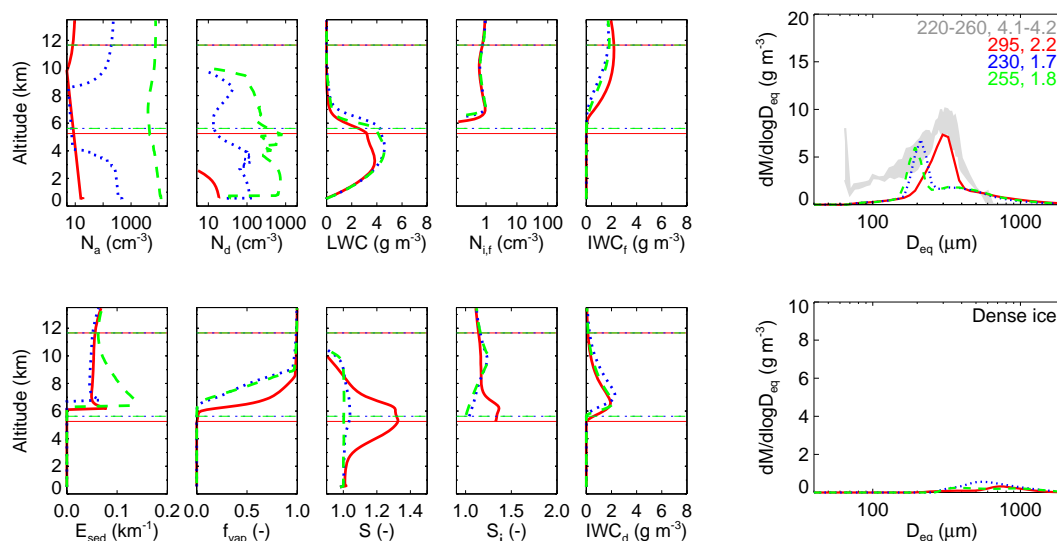 12
10
8
6
4
2
0
Altitude (km)
10 1000
N_a (cm⁻³)
10 100 1000
N_d (cm⁻³)
0 2 4 6 8
LWC (g m⁻³)
1 10 100
N_i,f (cm⁻³)
0 2 4 6 8
IWC_f (g m⁻³)
20
15
10
5
0
dM/dlogD_eq (g m⁻³)
220-260, 4.1-4.2
295, 2.2
230, 1.7
255, 1.8
100 1000
D_eq (μm)
12
10
8
6
4
2
0
Altitude (km)
0 0.1 0.2
E_sed (km⁻¹)
0.0 0.5 1.0
f_vap (-)
1.0 1.2 1.4
S (-)
1.0 1.5 2.0
S_i (-)
0 2 4 6 8
IWC_d (g m⁻³)
10
8
6
4
2
0
dM/dlogD_eq (g m⁻³)
Dense ice
100 1000
D_eq (μm)